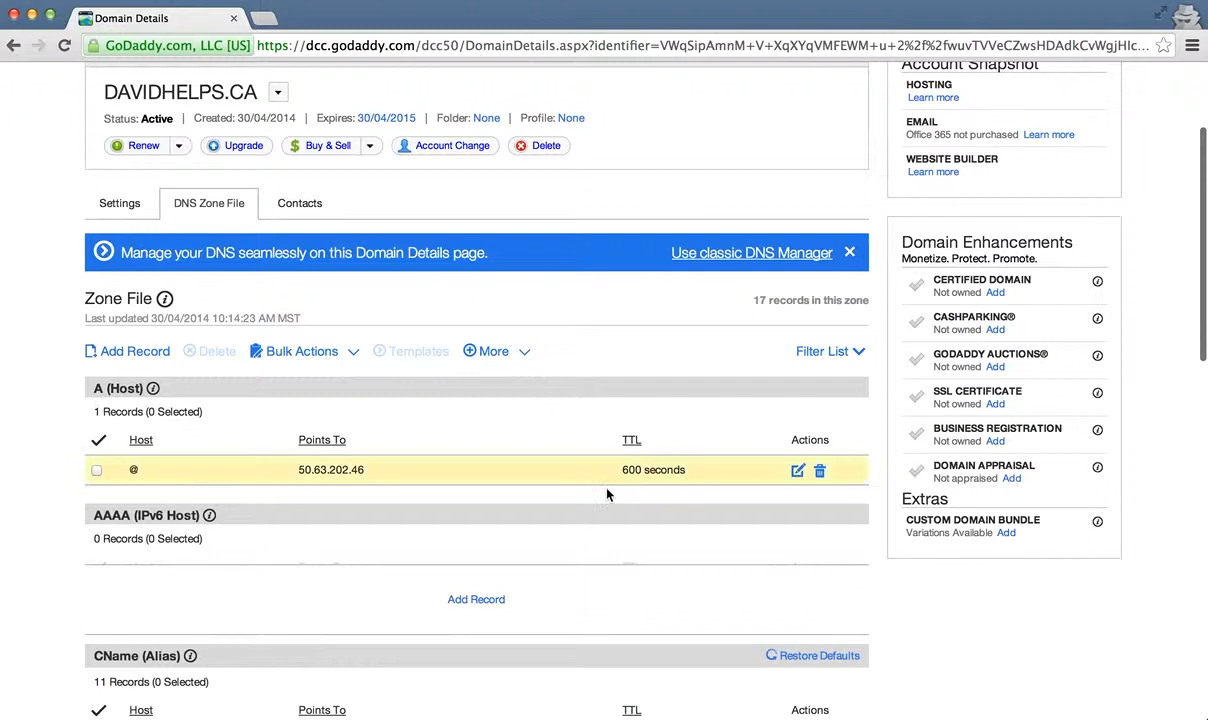 Domain Details
GoDaddy.com, LLC [US] https://dcc.godaddy.com/dcc50/DomainDetails.aspx?identifier=VWqSipAmnM+V+XqXYqVMFEWM+u+2%2f%2fwuvTVVeCZwsHDAdkCvWgjHIc...
DAVIDHELPS.CA
Status: Active | Created: 30/04/2014 | Expires: 30/04/2015 | Folder: None | Profile: None
Renew Upgrade Buy & Sell Account Change Delete
Settings DNS Zone File Contacts
Manage your DNS seamlessly on this Domain Details page. Use classic DNS Manager
Zone File 17 records in this zone
Last updated 30/04/2014 10:14:23 AM MST
Add Record Delete Bulk Actions Templates More Filter List
A (Host)
1 Records (0 Selected)
Host Points To TTL Actions
@ 50.63.202.46 600 seconds
AAAA (IPv6 Host)
0 Records (0 Selected)
Add Record
CName (Alias) Restore Defaults
11 Records (0 Selected)
Host Points To TTL Actions
Account Snapshot
HOSTING
Learn more
EMAIL
Office 365 not purchased Learn more
WEBSITE BUILDER
Learn more
Domain Enhancements
Monetize. Protect. Promote.
CERTIFIED DOMAIN
Not owned Add
CASHPARKING®
Not owned Add
GODADDY AUCTIONS®
Not owned Add
SSL CERTIFICATE
Not owned Add
BUSINESS REGISTRATION
Not owned Add
DOMAIN APPRAISAL
Not appraised Add
Extras
CUSTOM DOMAIN BUNDLE
Variations Available Add